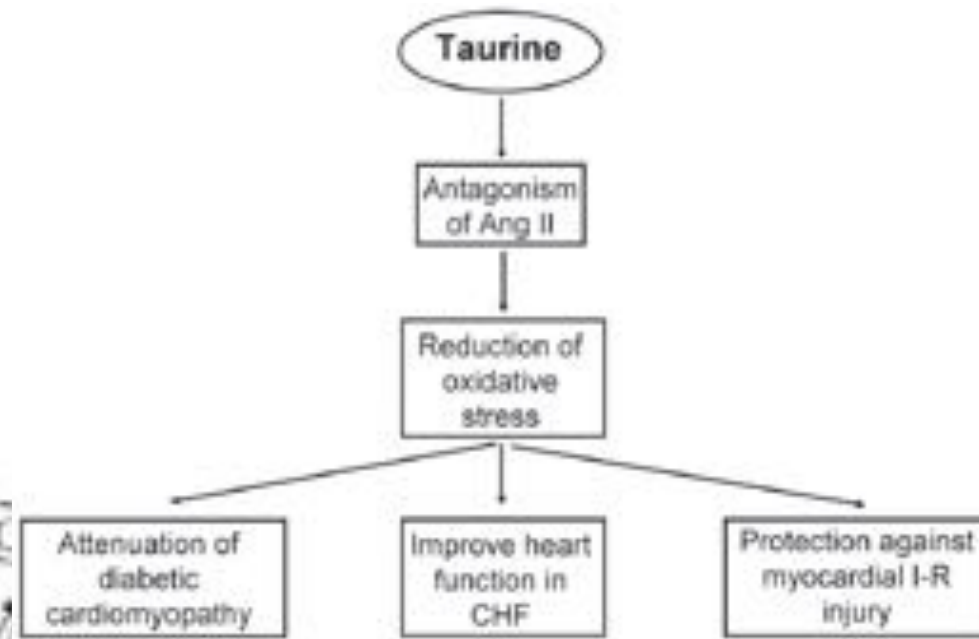 Taurine
Antagonism
of Ang II
Reduction of
oxidative
stress
Attenuation of
diabetic
cardiomyopathy
Improve heart
function in
CHF
Protection against
myocardial I-R
injury